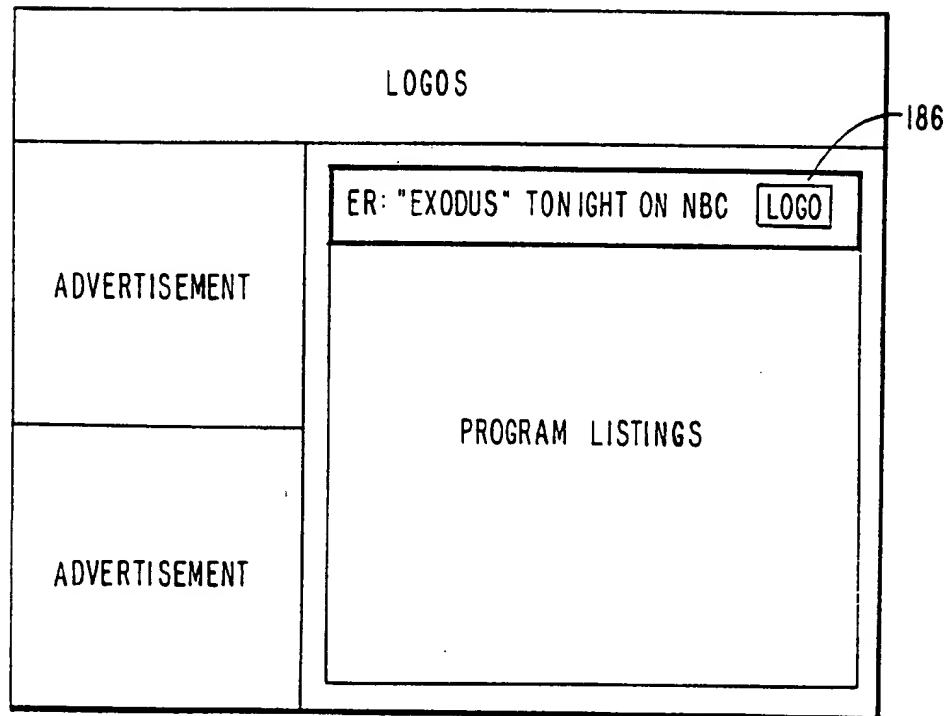 LOGOS
186
ER: "EXODUS" TONIGHT ON NBC LOGO
ADVERTISEMENT
PROGRAM LISTINGS
ADVERTISEMENT